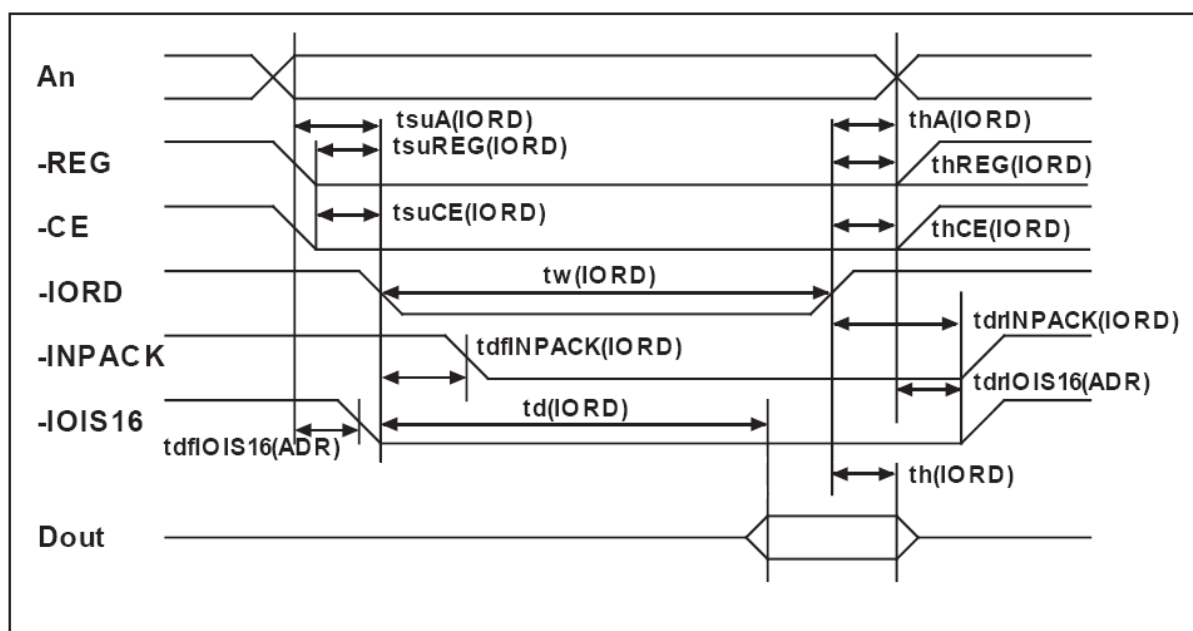 An
tsuA(IORD)
thA(IORD)
tsuREG(IORD)
-REG
thREG(IORD)
tsuCE(IORD)
-CE
thCE(IORD)
-IORD
tw(IORD)
tdrINPACK(IORD)
-INPACK
tdfINPACK(IORD)
tdrIOIS16(ADR)
-IOIS16
td(IORD)
tdfIOIS16(ADR)
th(IORD)
Dout